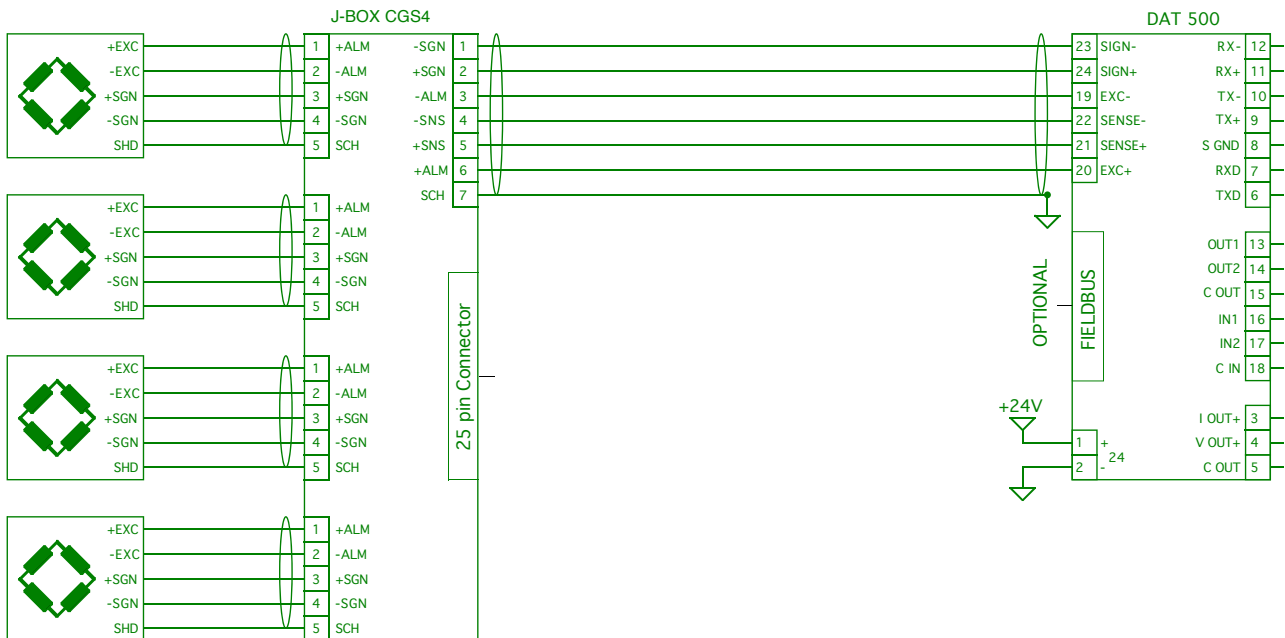 J-BOX CGS4
DAT 500
+EXC 1 +ALM -SGN 1 23 SIGN- RX- 12
-EXC 2 -ALM +SGN 2 24 SIGN+ RX+ 11
+SGN 3 +SGN -ALM 3 19 EXC- TX- 10
-SGN 4 -SGN -SNS 4 22 SENSE- TX+ 9
SHD 5 SCH +SNS 5 21 SENSE+ S GND 8
+ALM 6 20 EXC+ RXD 7
SCH 7 TXD 6
+EXC 1 +ALM
-EXC 2 -ALM
+SGN 3 +SGN
-SGN 4 -SGN
SHD 5 SCH
OUT1 13
OUT2 14
C OUT 15
IN1 16
IN2 17
C IN 18
25 pin Connector
OPTIONAL
FIELDBUS
+EXC 1 +ALM
-EXC 2 -ALM
+SGN 3 +SGN
-SGN 4 -SGN
SHD 5 SCH
+24V
1 +
2 - 24
I OUT+ 3
V OUT+ 4
C OUT 5
+EXC 1 +ALM
-EXC 2 -ALM
+SGN 3 +SGN
-SGN 4 -SGN
SHD 5 SCH